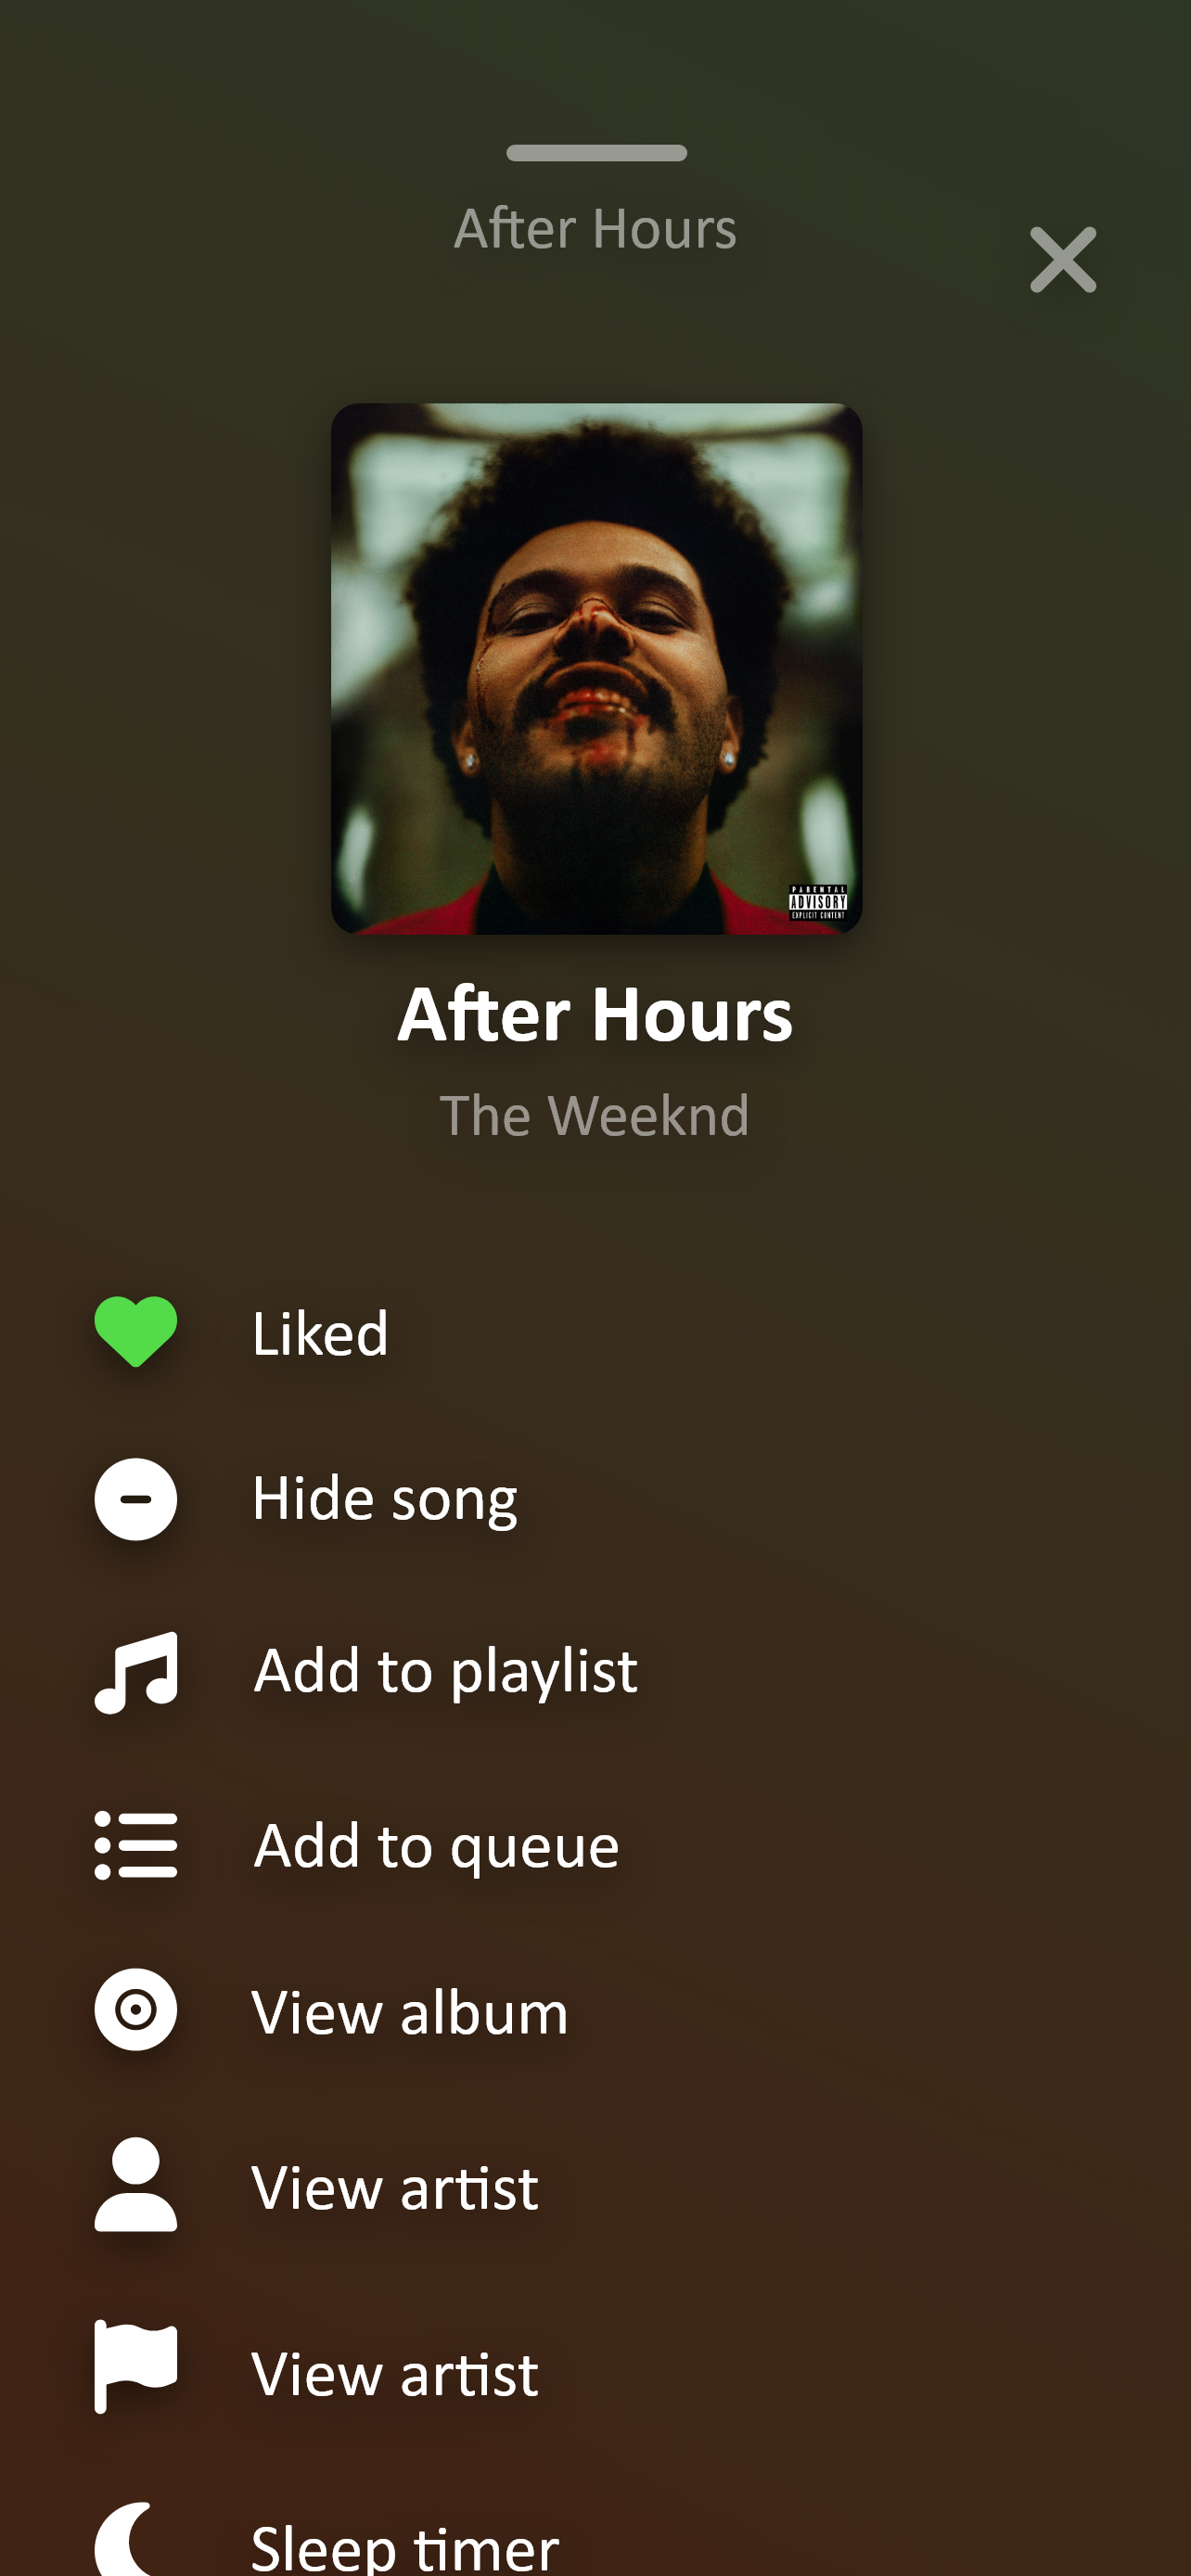 After Hours
PARENTAL
ADVISORY
EXPLICIT CONTENT
After Hours
The Weeknd
Liked
Hide song
Add to playlist
Add to queue
View album
View artist
View artist
Sleep timer